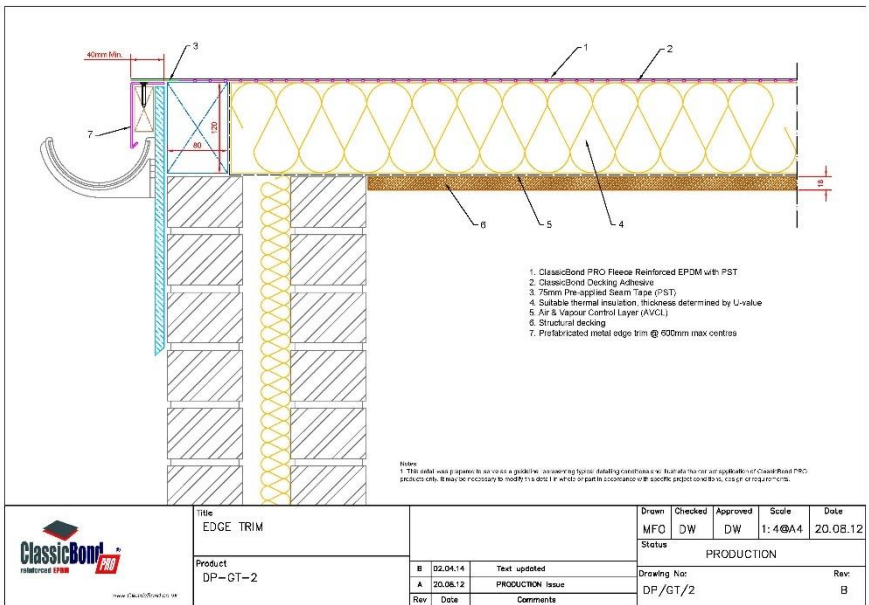 40mm Min.
3
1
2
7
120
80
18
6
5
4
1. ClassicBond PRO Fleece Reinforced EPDM with PST
2. ClassicBond Decking Adhesive
3. 75mm Pre-applied Seam Tape (PST)
4. Suitable thermal insulation, thickness determined by U-value
5. Air & Vapour Control Layer (AVCL)
6. Structural decking
7. Prefabricated metal edge trim @ 600mm max centres
Notes
1. This detail was prepared to serve as a guideline, representing typical detailing conditions and illustrate the correct application of ClassicBond PRO
products only. It may be necessary to modify this detail in whole or part in accordance with specific project conditions, design or requirements.
ClassicBond PRO ®
reinforced EPDM
www.ClassicBond.co.uk
Title
EDGE TRIM
Product
DP-GT-2
B 02.04.14 Text updated
A 20.08.12 PRODUCTION Issue
Rev Date Comments
Drawn Checked Approved Scale Date
MFO DW DW 1:4@A4 20.08.12
Status
PRODUCTION
Drawing No: Rev:
DP/GT/2 B